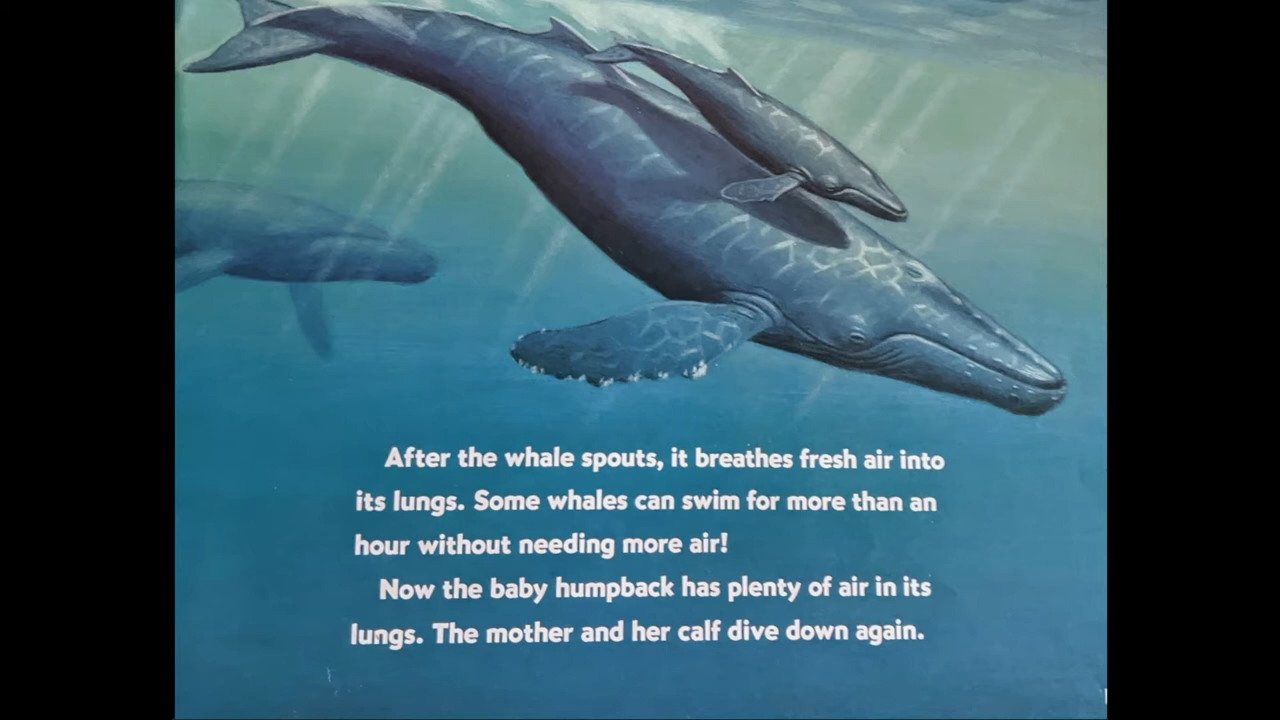 After the whale spouts, it breathes fresh air into
its lungs. Some whales can swim for more than an
hour without needing more air!
Now the baby humpback has plenty of air in its
lungs. The mother and her calf dive down again.